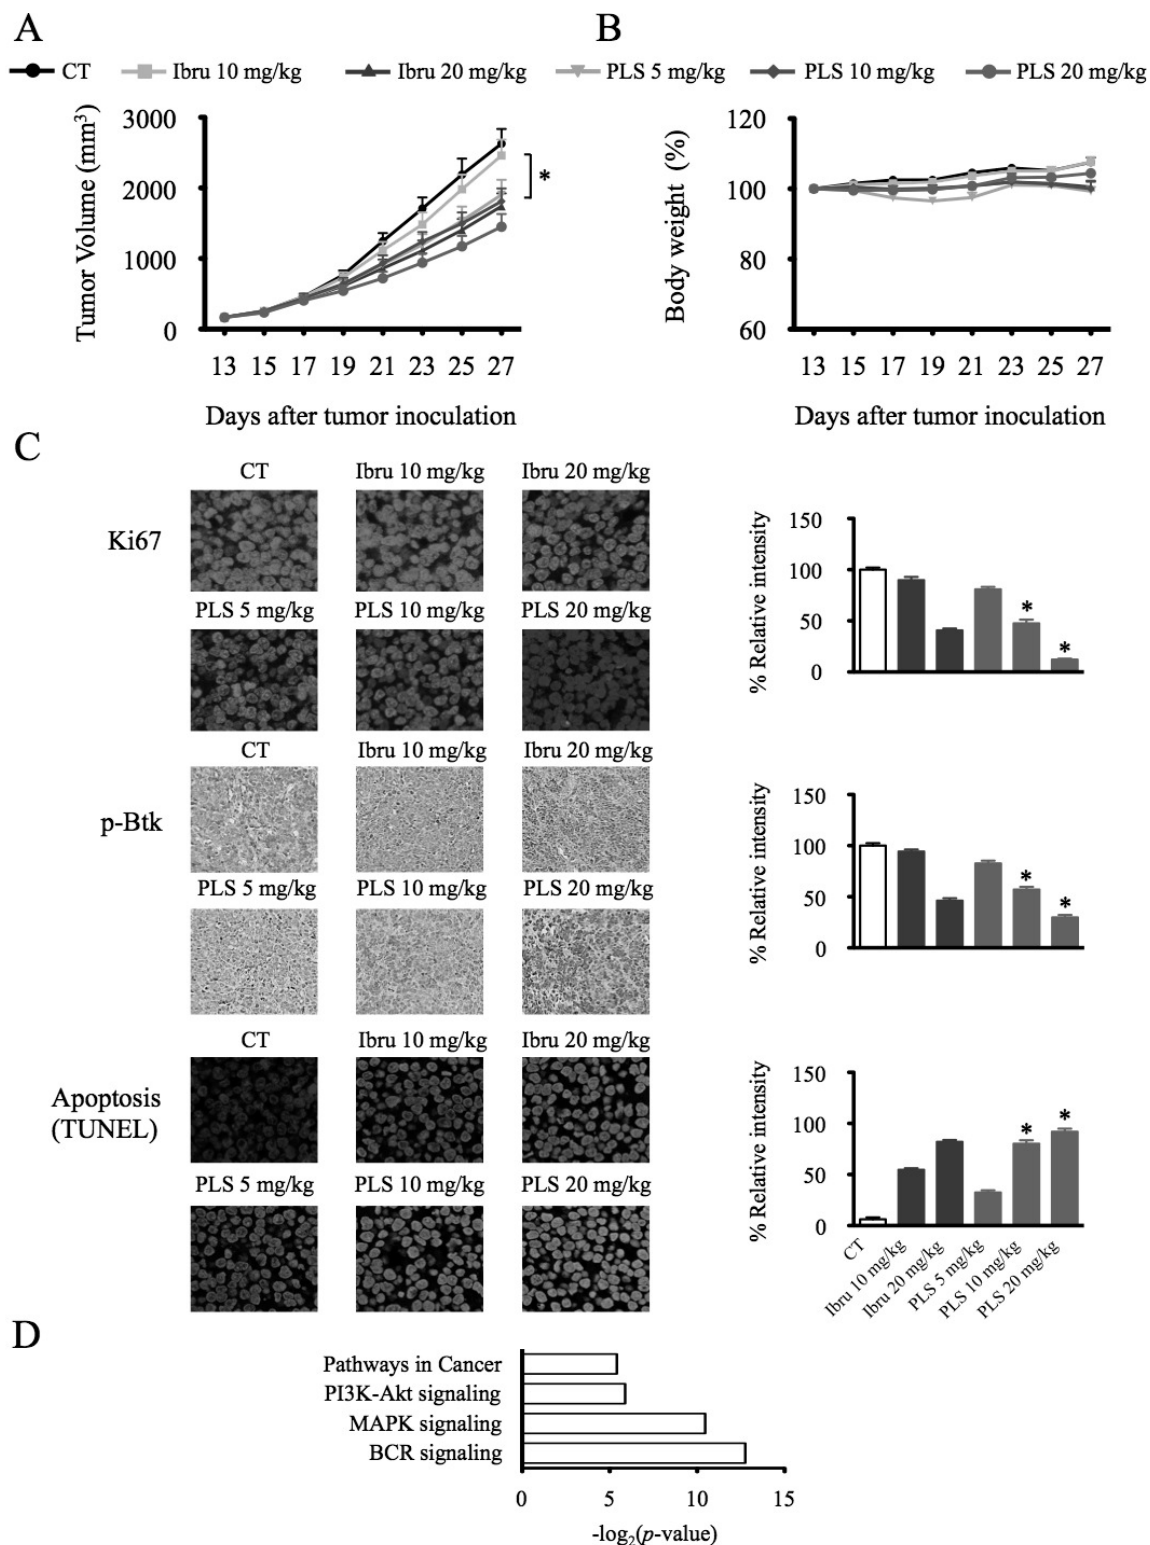 A
B
CT Ibru 10 mg/kg Ibru 20 mg/kg PLS 5 mg/kg PLS 10 mg/kg PLS 20 mg/kg
Tumor Volume (mm³)
3000
2000
1000
0
*
13 15 17 19 21 23 25 27
Days after tumor inoculation
Body weight (%)
120
100
80
60
13 15 17 19 21 23 25 27
Days after tumor inoculation
C
CT Ibru 10 mg/kg Ibru 20 mg/kg
Ki67
PLS 5 mg/kg PLS 10 mg/kg PLS 20 mg/kg
% Relative intensity
150
100
50
0
* *
CT Ibru 10 mg/kg Ibru 20 mg/kg
p-Btk
PLS 5 mg/kg PLS 10 mg/kg PLS 20 mg/kg
% Relative intensity
150
100
50
0
* *
CT Ibru 10 mg/kg Ibru 20 mg/kg
Apoptosis
(TUNEL)
PLS 5 mg/kg PLS 10 mg/kg PLS 20 mg/kg
% Relative intensity
150
100
50
0
* *
CT
Ibru 10 mg/kg
Ibru 20 mg/kg
PLS 5 mg/kg
PLS 10 mg/kg
PLS 20 mg/kg
D
Pathways in Cancer
PI3K-Akt signaling
MAPK signaling
BCR signaling
0 5 10 15
-log₂(p-value)